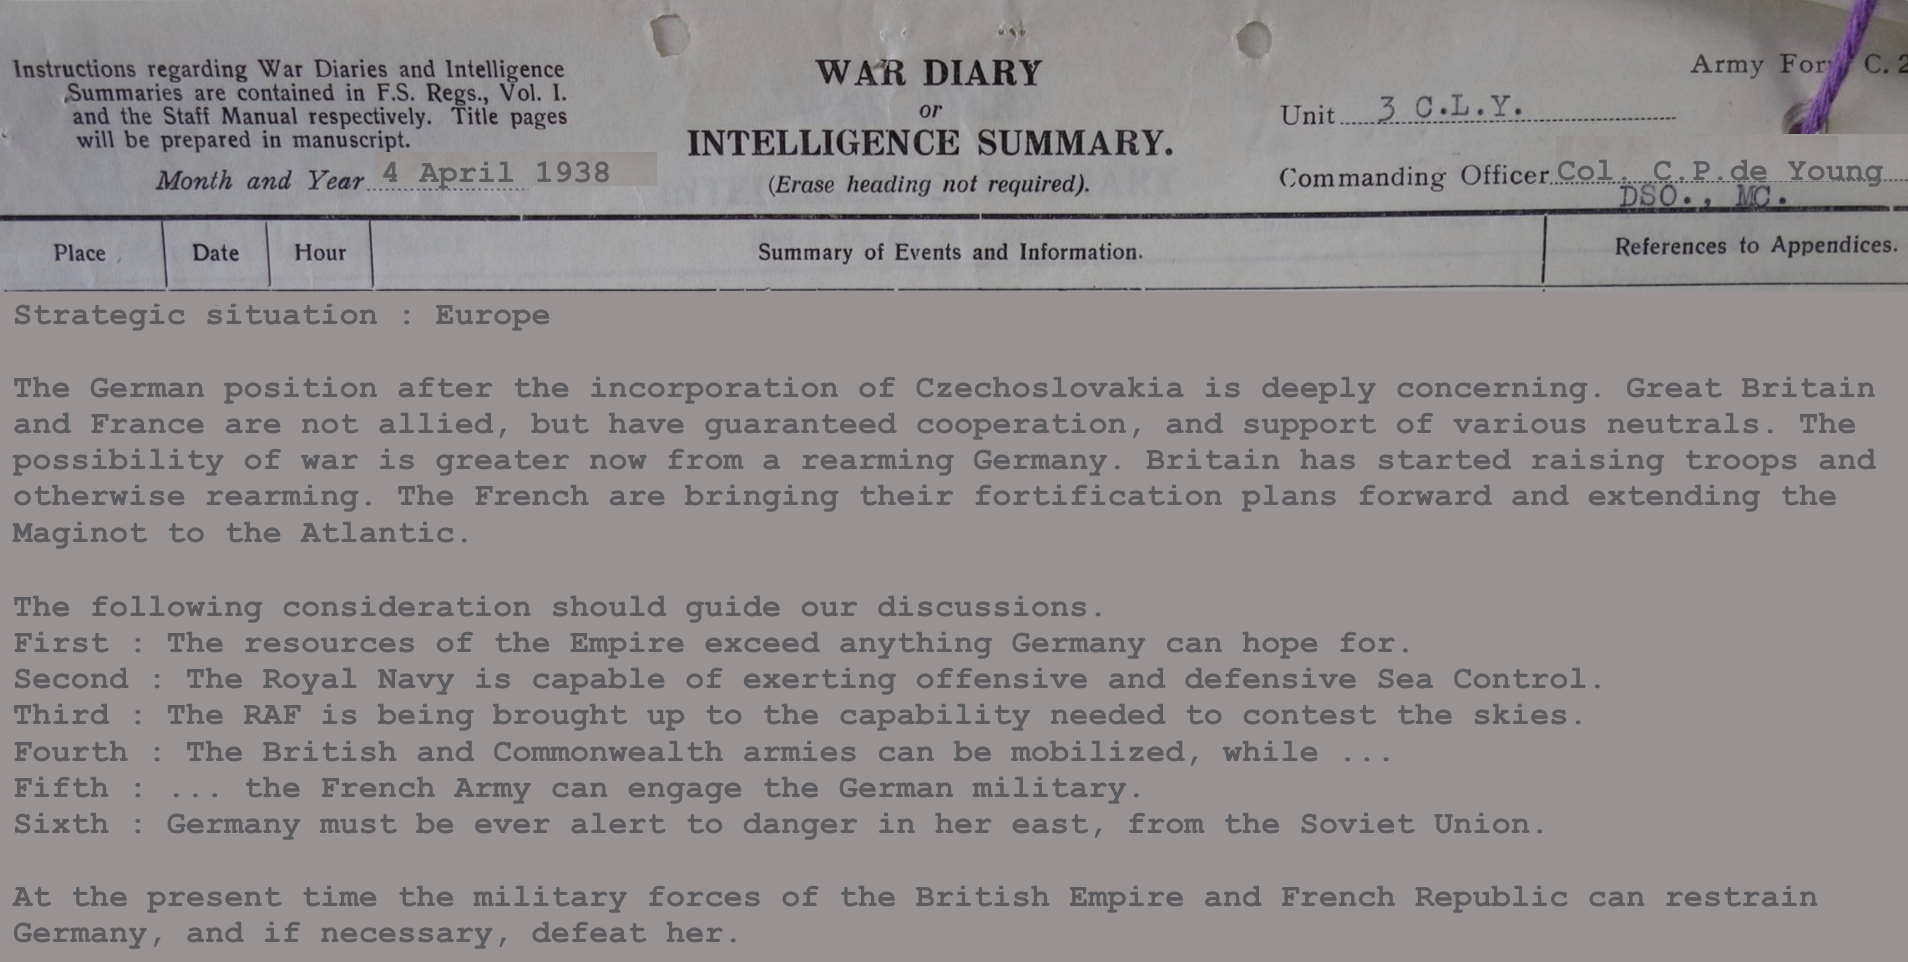 Instructions regarding War Diaries and Intelligence
Summaries are contained in F.S. Regs., Vol. I.
and the Staff Manual respectively. Title pages
will be prepared in manuscript.
Month and Year 4 April 1938
WAR DIARY
or
INTELLIGENCE SUMMARY.
(Erase heading not required).
Army For C. 2
Unit 3 C.L.Y.
Commanding Officer Col. C.P.de Young
DSO., MC.
Place Date Hour Summary of Events and Information. References to Appendices.
Strategic situation : Europe
The German position after the incorporation of Czechoslovakia is deeply concerning. Great Britain
and France are not allied, but have guaranteed cooperation, and support of various neutrals. The
possibility of war is greater now from a rearming Germany. Britain has started raising troops and
otherwise rearming. The French are bringing their fortification plans forward and extending the
Maginot to the Atlantic.
The following consideration should guide our discussions.
First : The resources of the Empire exceed anything Germany can hope for.
Second : The Royal Navy is capable of exerting offensive and defensive Sea Control.
Third : The RAF is being brought up to the capability needed to contest the skies.
Fourth : The British and Commonwealth armies can be mobilized, while ...
Fifth : ... the French Army can engage the German military.
Sixth : Germany must be ever alert to danger in her east, from the Soviet Union.
At the present time the military forces of the British Empire and French Republic can restrain
Germany, and if necessary, defeat her.